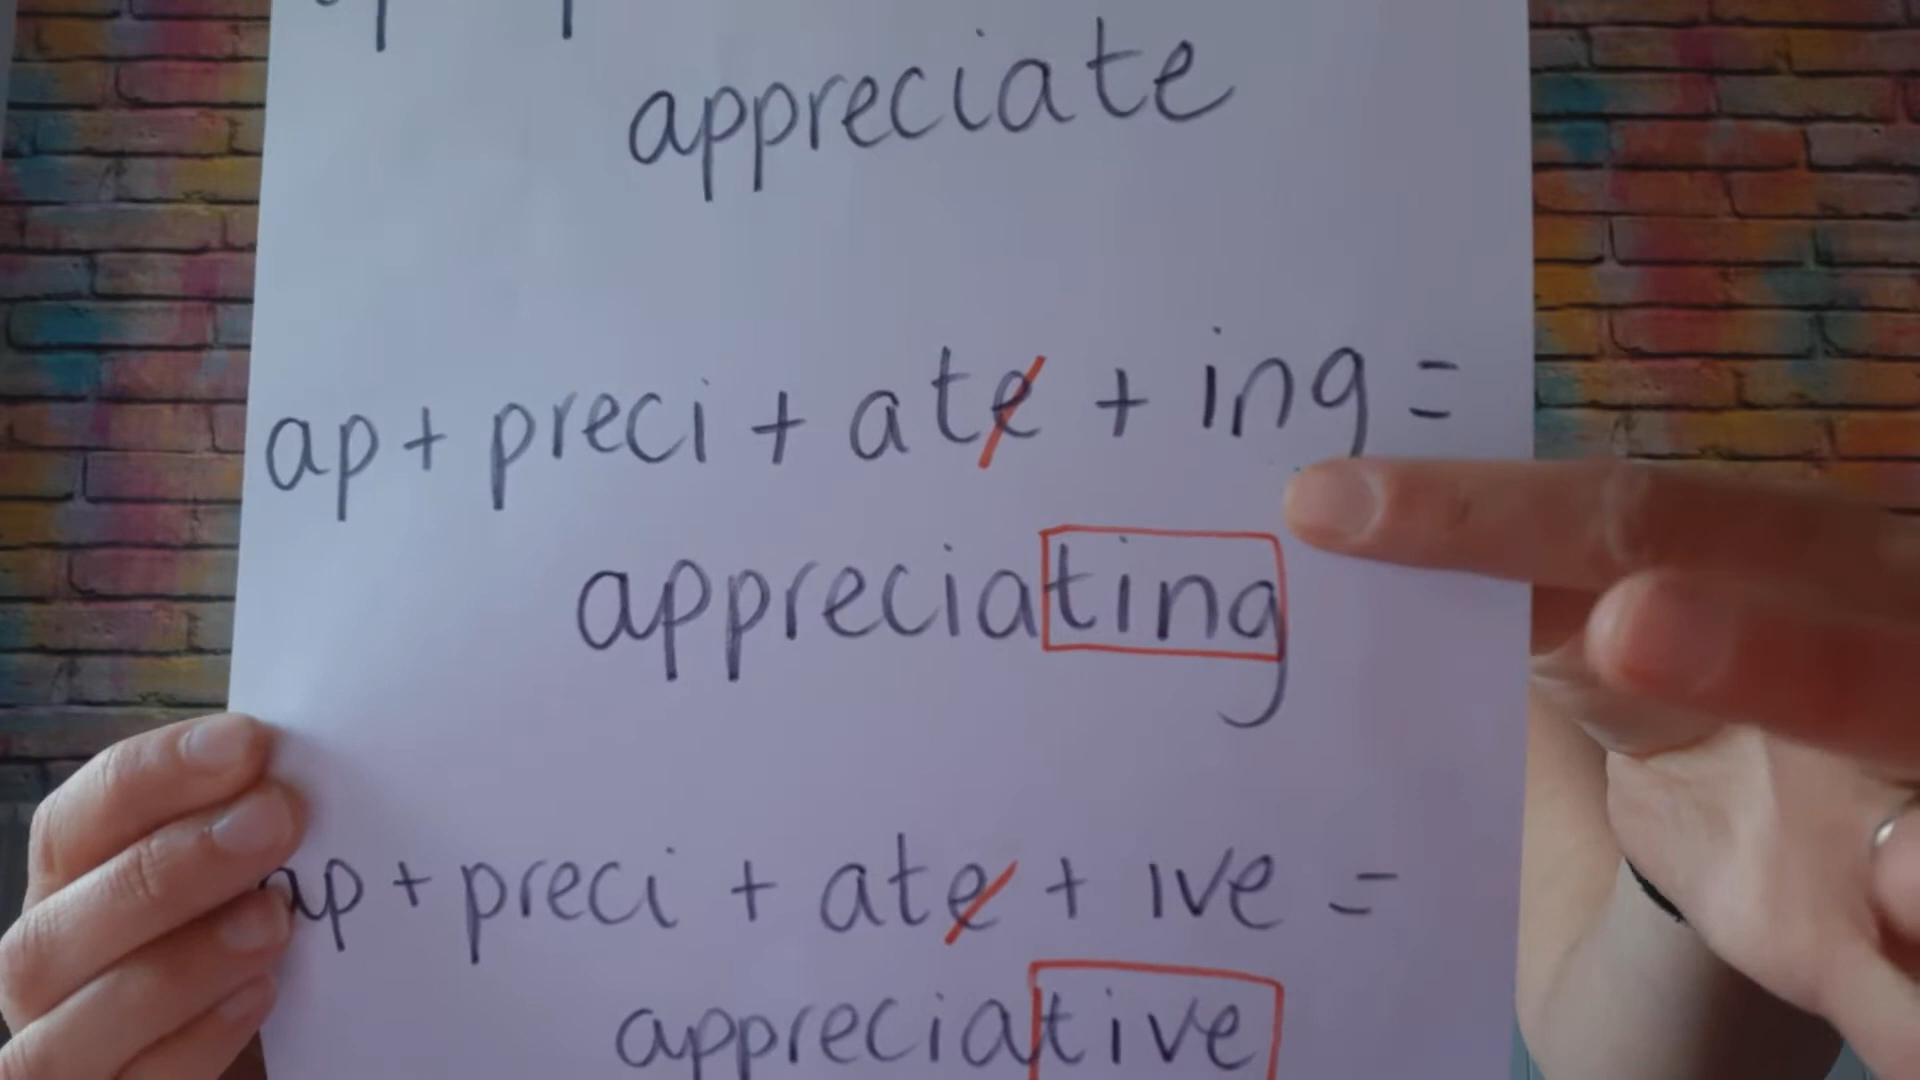 appreciate
ap + preci + ate + ing =
appreciating
ap + preci + ate + ive =
appreciative